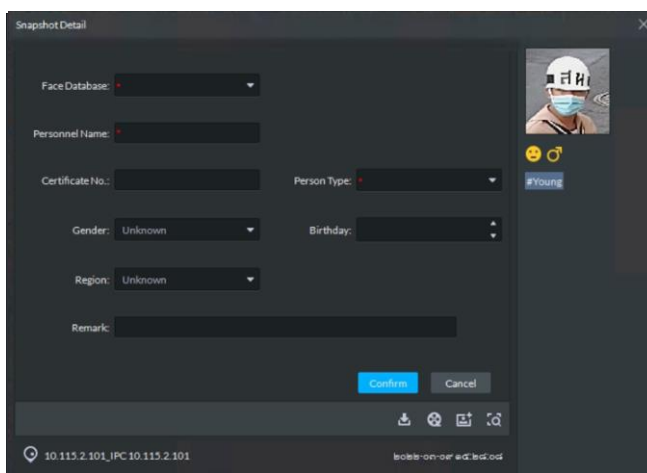 Snapshot Detail
Face Database: *
Personnel Name: *
Certificate No.:
Person Type: *
#Young
Gender: Unknown
Birthday:
Region: Unknown
Remark:
Confirm
Cancel
10.115.2.101_IPC 10.115.2.101